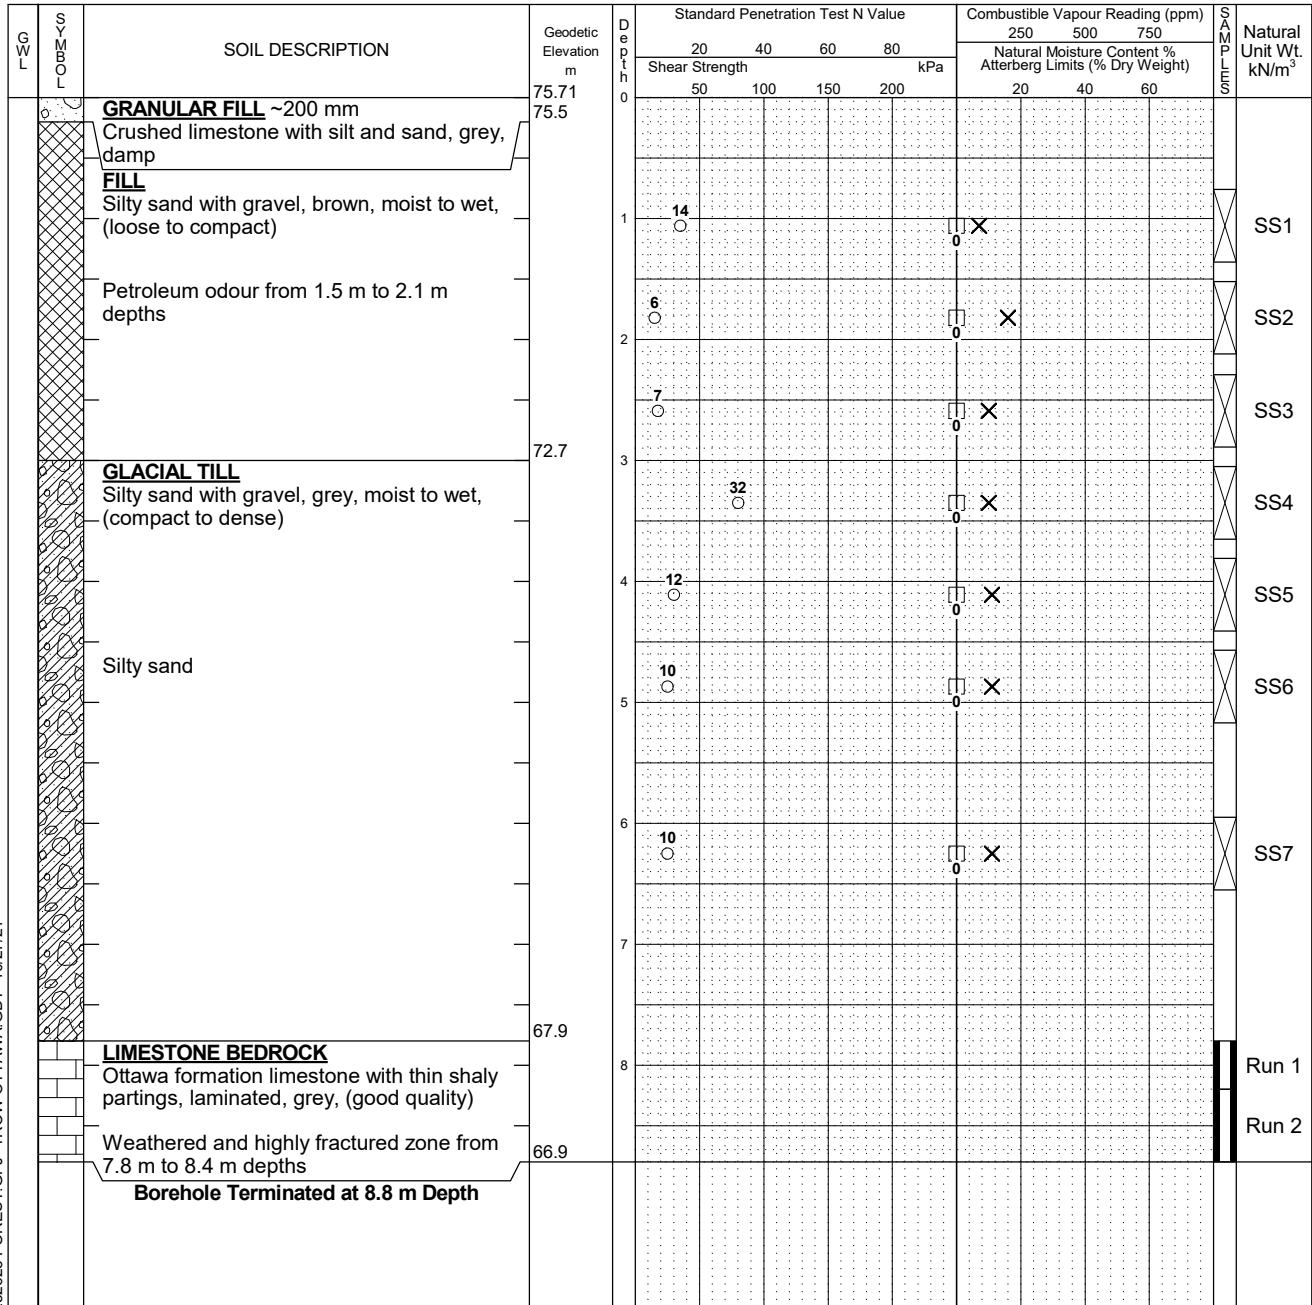 GWL
SYMBOL
SOIL DESCRIPTION
Geodetic
Elevation
m
Depth
Standard Penetration Test N Value
20 40 60 80
Shear Strength kPa
50 100 150 200
Combustible Vapour Reading (ppm)
250 500 750
Natural Moisture Content %
Atterberg Limits (% Dry Weight)
20 40 60
SAMPLES
Natural
Unit Wt.
kN/m³
75.71
0
GRANULAR FILL ~200 mm
75.5
Crushed limestone with silt and sand, grey,
damp
FILL
Silty sand with gravel, brown, moist to wet,
(loose to compact)
1
14
0
SS1
Petroleum odour from 1.5 m to 2.1 m
depths
6
0
SS2
2
7
0
SS3
72.7
3
GLACIAL TILL
Silty sand with gravel, grey, moist to wet,
(compact to dense)
32
0
SS4
4
12
0
SS5
Silty sand
10
0
SS6
5
6
10
0
SS7
7
67.9
LIMESTONE BEDROCK
Ottawa formation limestone with thin shaly
partings, laminated, grey, (good quality)
8
Run 1
Run 2
Weathered and highly fractured zone from
7.8 m to 8.4 m depths
66.9
Borehole Terminated at 8.8 m Depth